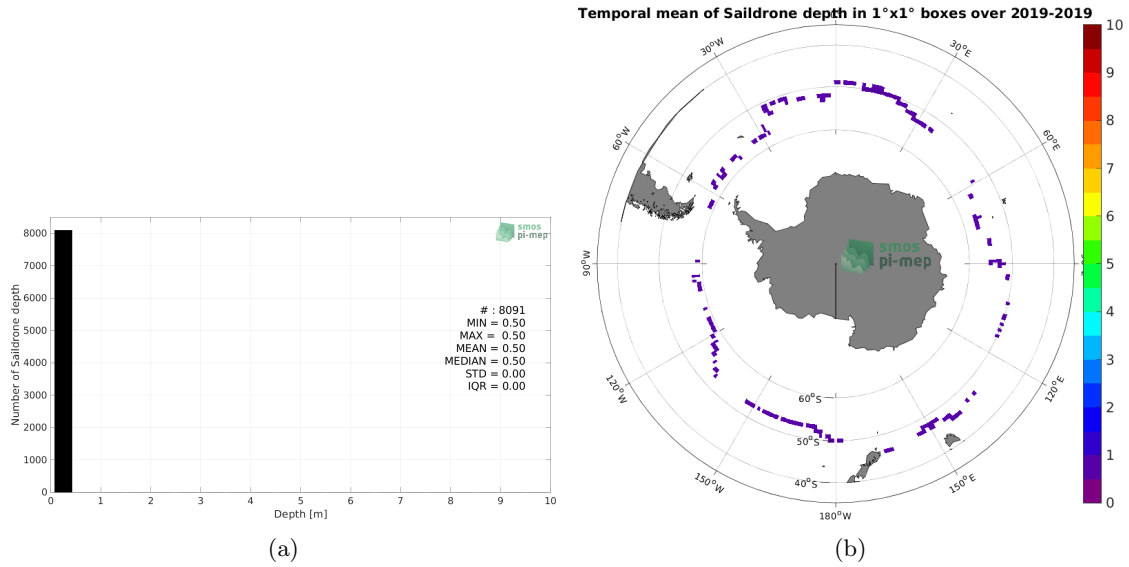 Temporal mean of Saildrone depth in 1°x1° boxes over 2019-2019
8000
7000
6000
5000
4000
3000
2000
1000
0
Number of Saildrone depth
0 1 2 3 4 5 6 7 8 9 10
Depth [m]
smos
pi-mep
# : 8091
MIN = 0.50
MAX = 0.50
MEAN = 0.50
MEDIAN = 0.50
STD = 0.00
IQR = 0.00
(a)
30°W
30°E
60°W
60°E
90°W
120°W
120°E
150°W
150°E
180°W
60°S
50°S
40°S
smos
pi-mep
10
9
8
7
6
5
4
3
2
1
0
(b)